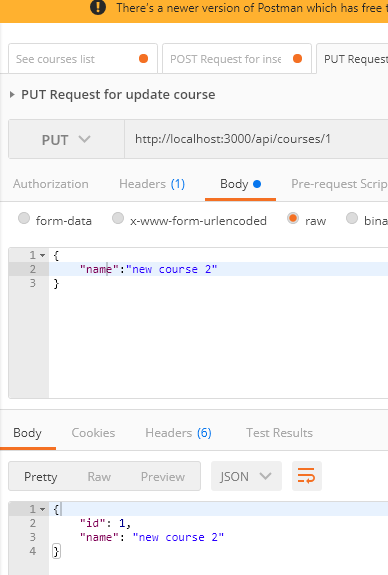 There's a newer version of Postman which has free t
See courses list
POST Request for inse
PUT Request
PUT Request for update course
PUT
http://localhost:3000/api/courses/1
Authorization
Headers (1)
Body
Pre-request Scrip
form-data
x-www-form-urlencoded
raw
bina
1 {
2 "name":"new course 2"
3 }
Body
Cookies
Headers (6)
Test Results
Pretty
Raw
Preview
JSON
1 {
2 "id": 1,
3 "name": "new course 2"
4 }